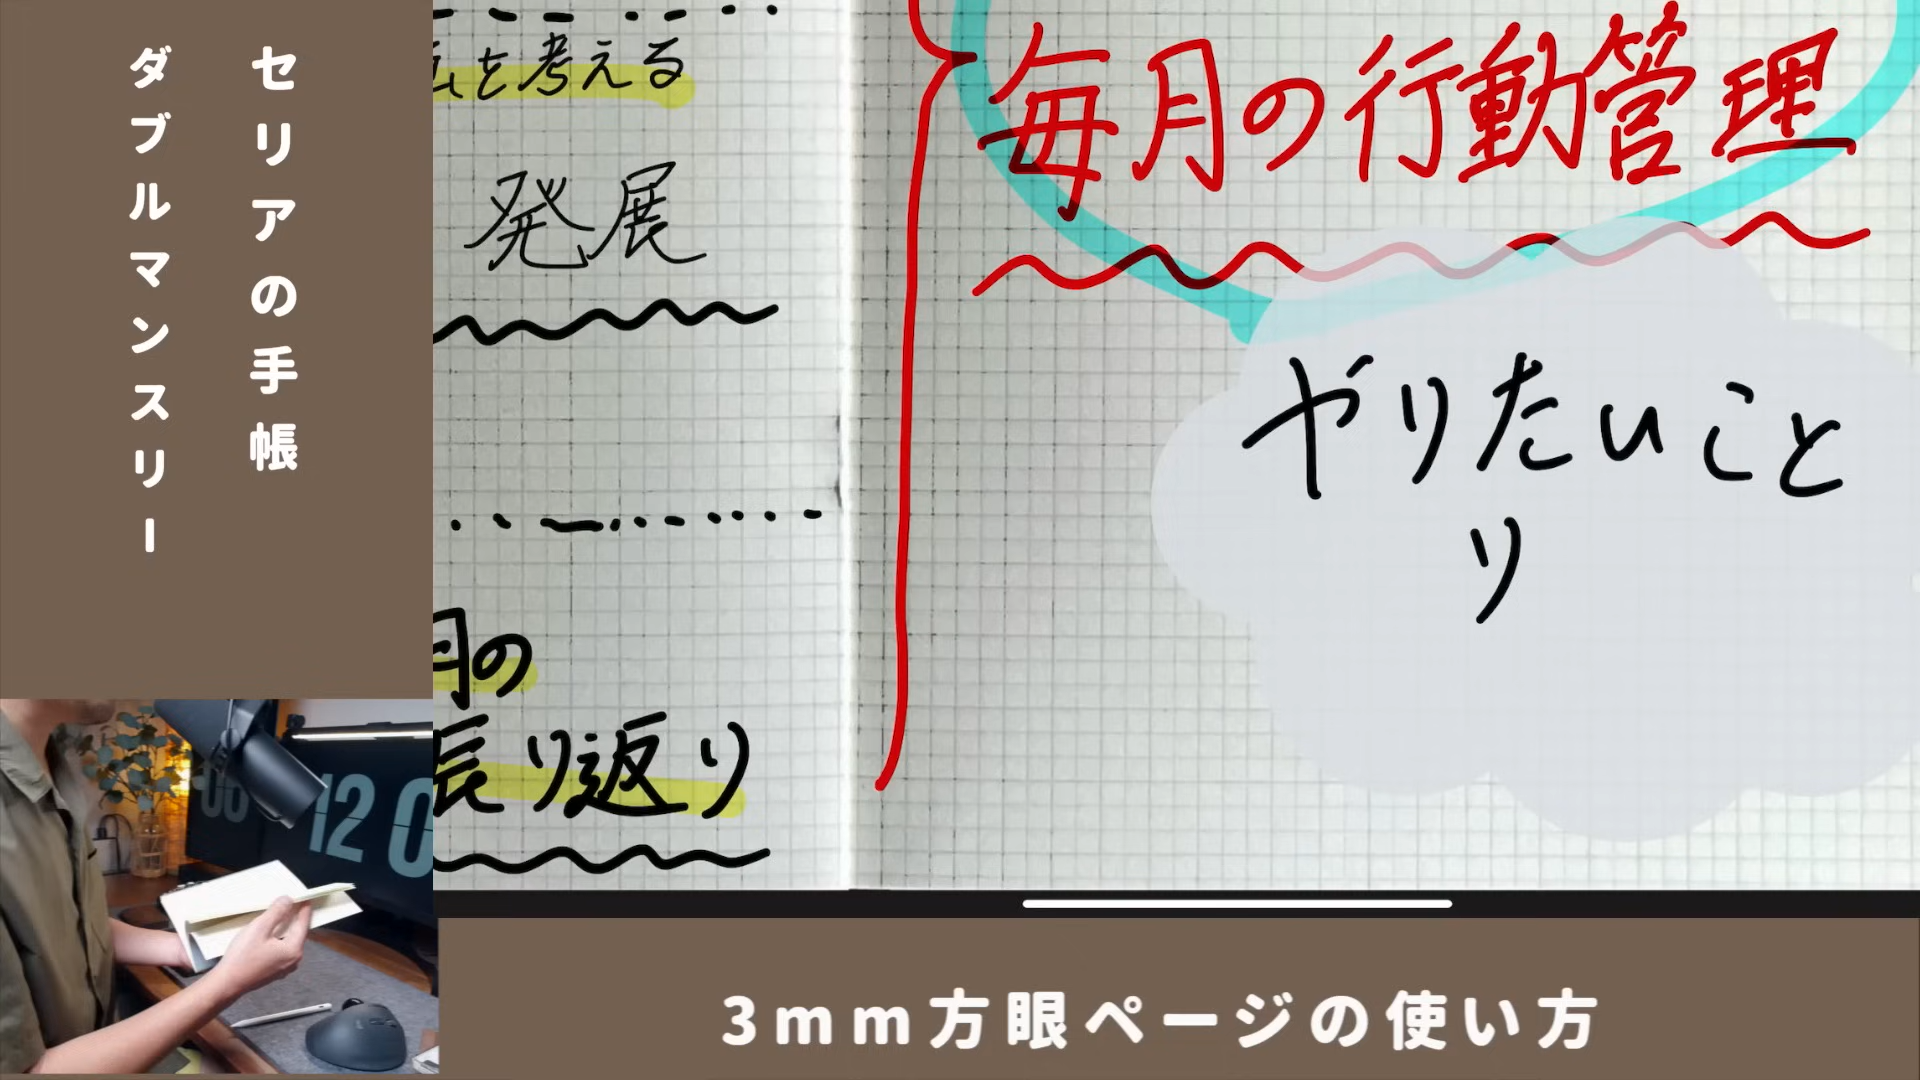 セリアの手帳
ダブルマンスリー
を考える
発展
月の
り返り
毎月の行動管理
やりたいこと
り
12 0
3mm方眼ページの使い方